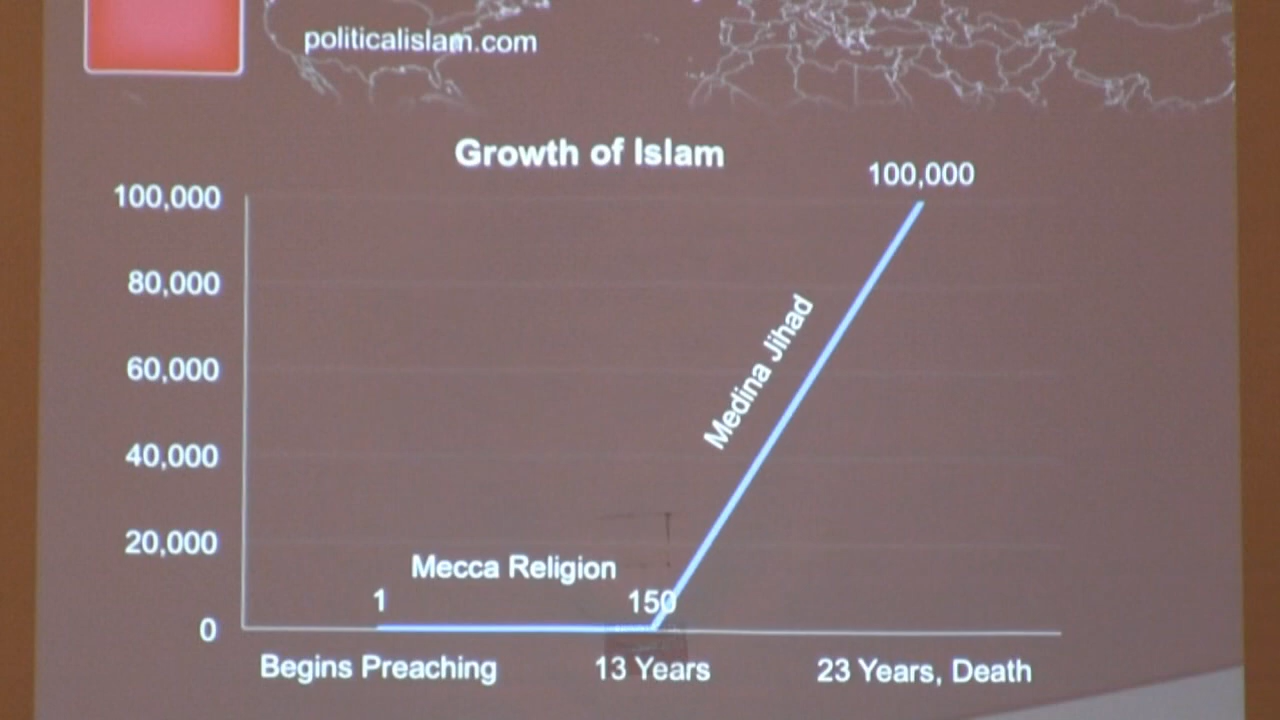 politicalislam.com
Growth of Islam
100,000
100,000
80,000
Medina Jihad
60,000
40,000
20,000
Mecca Religion
1
150
0
Begins Preaching
13 Years
23 Years, Death